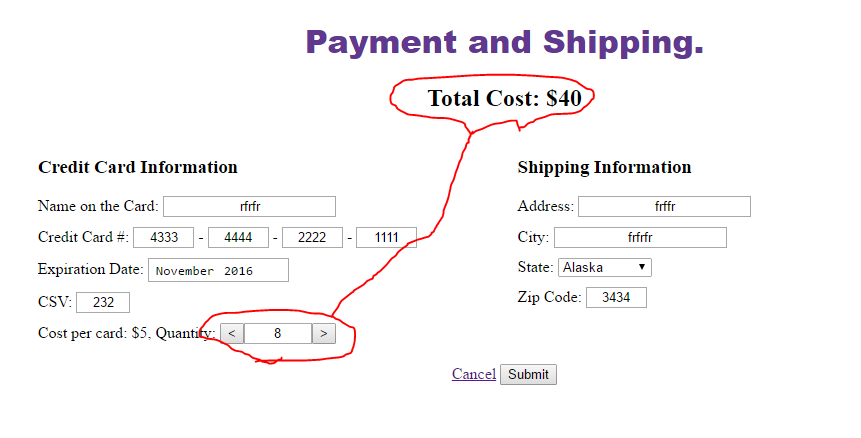 Payment and Shipping.
Total Cost: $40
Credit Card Information
Name on the Card: rfrfr
Credit Card #: 4333 - 4444 - 2222 - 1111
Expiration Date: November 2016
CSV: 232
Cost per card: $5, Quantity: < 8 >
Shipping Information
Address: frffr
City: frfrfr
State: Alaska
Zip Code: 3434
Cancel Submit